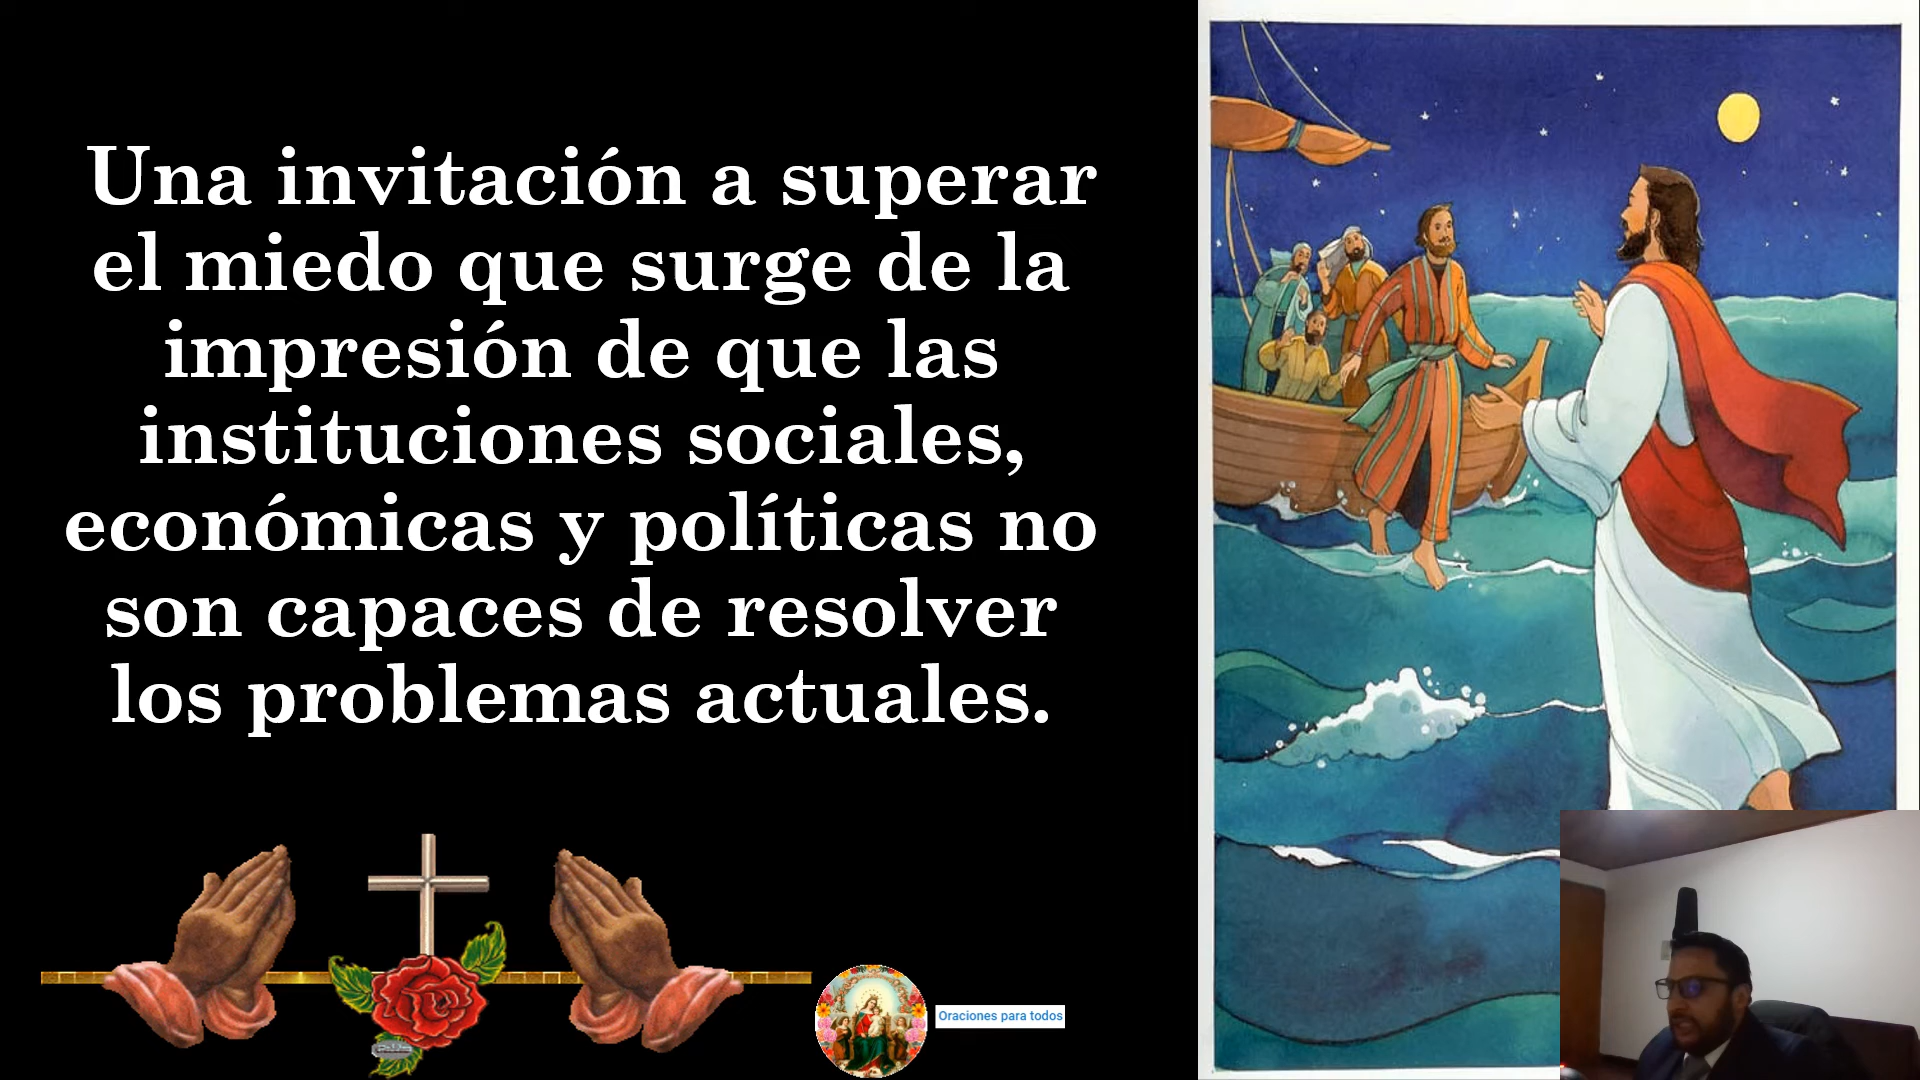 Una invitación a superar
el miedo que surge de la
impresión de que las
instituciones sociales,
económicas y políticas no
son capaces de resolver
los problemas actuales.
Oraciones para todos